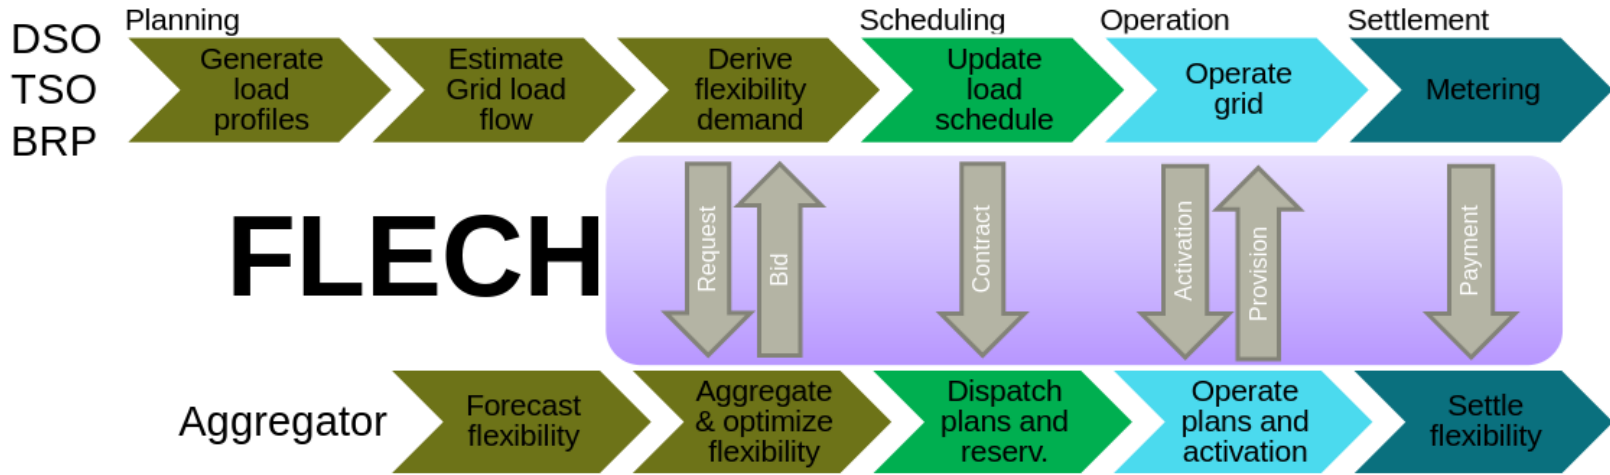 Planning
Scheduling
Operation
Settlement
DSO
TSO
BRP
Generate
load
profiles
Estimate
Grid load
flow
Derive
flexibility
demand
Update
load
schedule
Operate
grid
Metering
FLECH
Request
Bid
Contract
Activation
Provision
Payment
Aggregator
Forecast
flexibility
Aggregate
& optimize
flexibility
Dispatch
plans and
reserv.
Operate
plans and
activation
Settle
flexibility